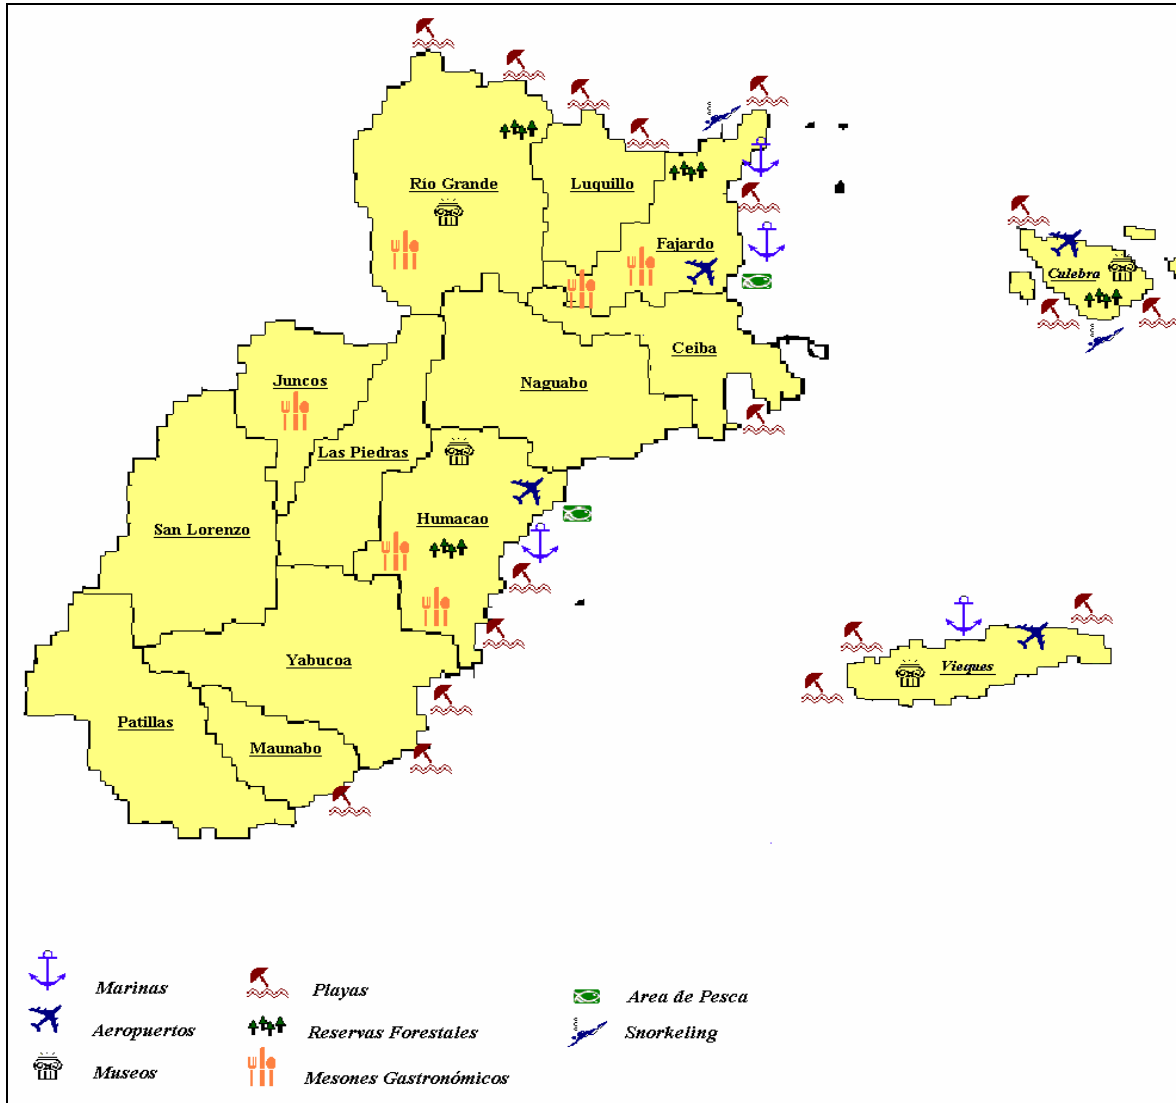 Río Grande
Luquillo
Fajardo
Culebra
Ceiba
Juncos
Naguabo
Las Piedras
Humacao
San Lorenzo
Yabucoa
Vieques
Patillas
Maunabo
Marinas
Playas
Area de Pesca
Aeropuertos
Reservas Forestales
Snorkeling
Museos
Mesones Gastronómicos